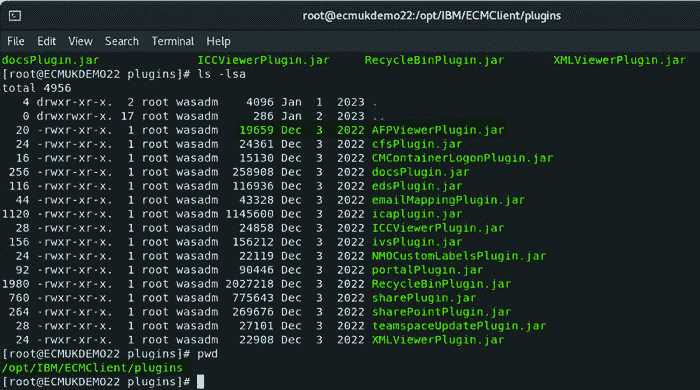 root@ecmukdemo22:/opt/IBM/ECMClient/plugins
File Edit View Search Terminal Help
docsPlugin.jar ICCViewerPlugin.jar RecycleBinPlugin.jar XMLViewerPlugin.jar
[root@ECMUKDEMO22 plugins]# ls -lsa
total 4956
4 drwxr-xr-x. 2 root wasadm 4096 Jan 1 2023 .
0 drwxrwxr-x. 17 root wasadm 286 Jan 2 2023 ..
20 -rwxr-xr-x. 1 root wasadm 19659 Dec 3 2022 AFPViewerPlugin.jar
24 -rwxr-xr-x. 1 root wasadm 24361 Dec 3 2022 cfsPlugin.jar
16 -rwxr-xr-x. 1 root wasadm 15130 Dec 3 2022 CMContainerLogonPlugin.jar
256 -rwxr-xr-x. 1 root wasadm 258908 Dec 3 2022 docsPlugin.jar
116 -rwxr-xr-x. 1 root wasadm 116936 Dec 3 2022 edsPlugin.jar
44 -rwxr-xr-x. 1 root wasadm 43328 Dec 3 2022 emailMappingPlugin.jar
1120 -rwxr-xr-x. 1 root wasadm 1145600 Dec 3 2022 icaplugin.jar
28 -rwxr-xr-x. 1 root wasadm 24858 Dec 3 2022 ICCViewerPlugin.jar
156 -rwxr-xr-x. 1 root wasadm 156212 Dec 3 2022 ivsPlugin.jar
24 -rwxr-xr-x. 1 root wasadm 22119 Dec 3 2022 NMOCustomLabelsPlugin.jar
92 -rwxr-xr-x. 1 root wasadm 90446 Dec 3 2022 portalPlugin.jar
1980 -rwxr-xr-x. 1 root wasadm 2027218 Dec 3 2022 RecycleBinPlugin.jar
760 -rwxr-xr-x. 1 root wasadm 775643 Dec 3 2022 sharePlugin.jar
264 -rwxr-xr-x. 1 root wasadm 269676 Dec 3 2022 sharePointPlugin.jar
28 -rwxr-xr-x. 1 root wasadm 27101 Dec 3 2022 teamspaceUpdatePlugin.jar
24 -rwxr-xr-x. 1 root wasadm 22908 Dec 3 2022 XMLViewerPlugin.jar
[root@ECMUKDEMO22 plugins]# pwd
/opt/IBM/ECMClient/plugins
[root@ECMUKDEMO22 plugins]#